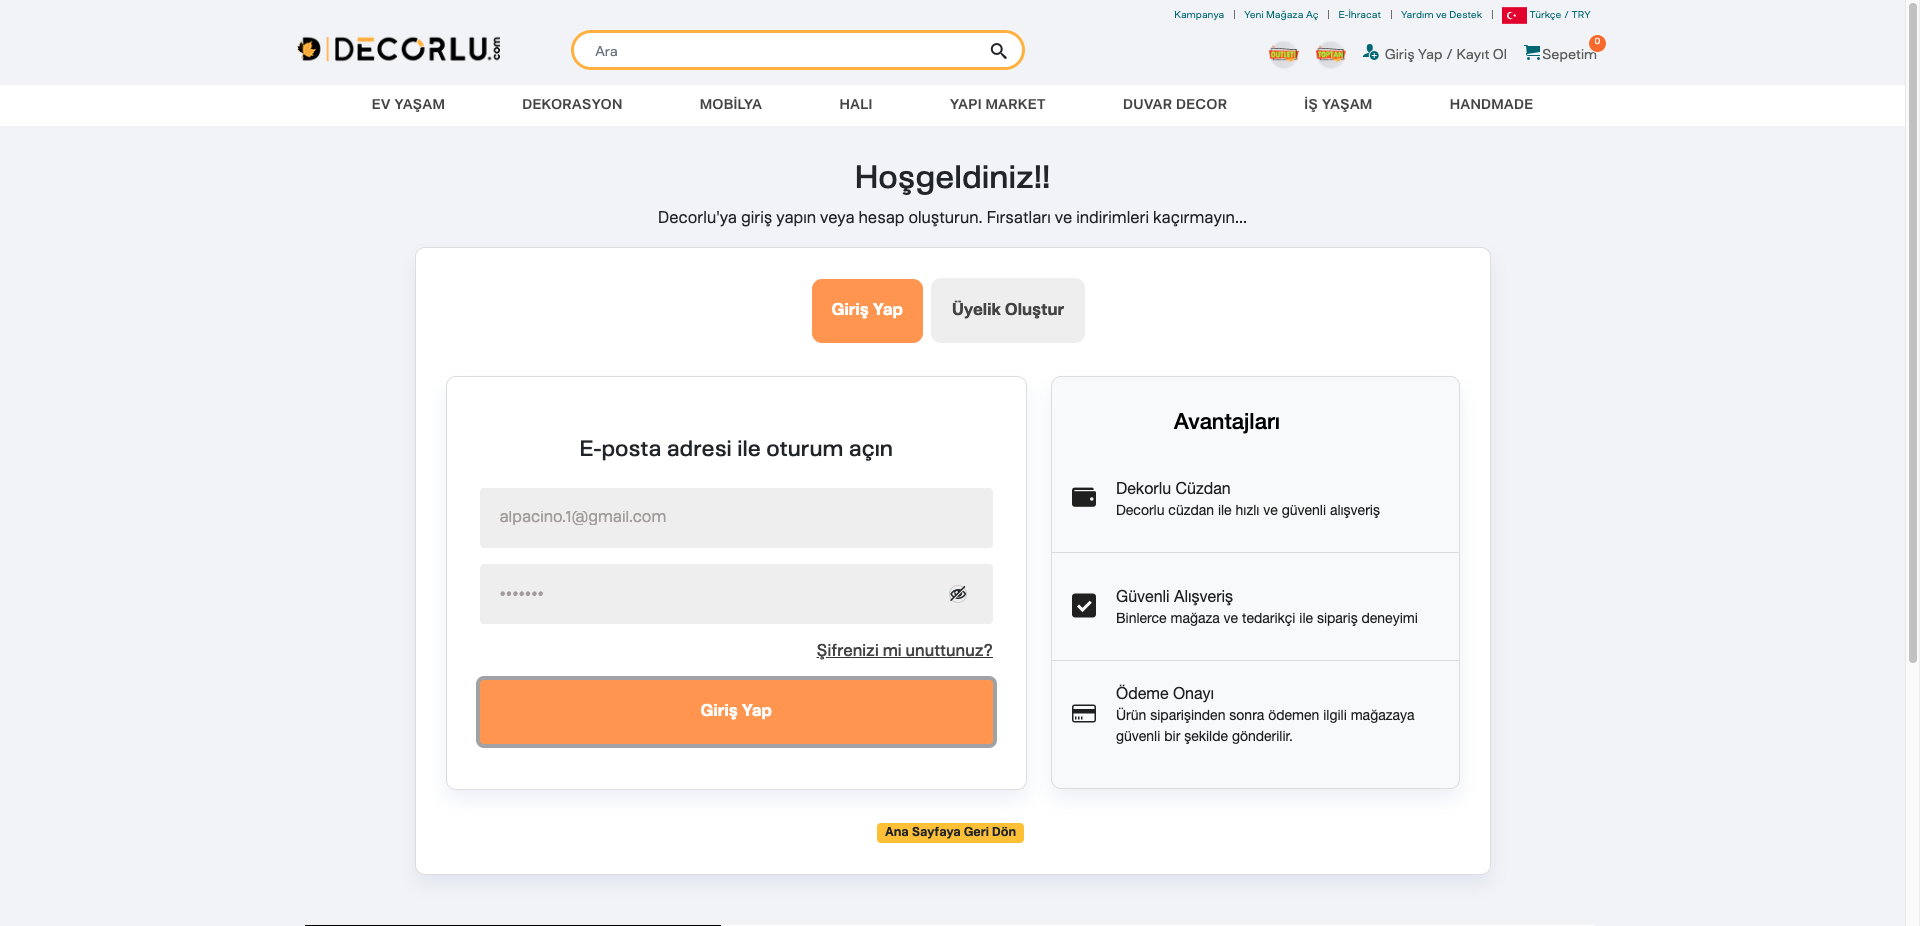 Kampanya | Yeni Mağaza Aç | E-İhracat | Yardım ve Destek | Türkçe / TRY
DECORLU.com
Ara
OUTLET
TOPTAN
Giriş Yap / Kayıt Ol
Sepetim
0
EV YAŞAM DEKORASYON MOBİLYA HALI YAPI MARKET DUVAR DECOR İŞ YAŞAM HANDMADE
Hoşgeldiniz!!
Decorlu'ya giriş yapın veya hesap oluşturun. Fırsatları ve indirimleri kaçırmayın...
Giriş Yap
Üyelik Oluştur
E-posta adresi ile oturum açın
alpacino.1@gmail.com
•••••••
Şifrenizi mi unuttunuz?
Giriş Yap
Avantajları
Dekorlu Cüzdan
Decorlu cüzdan ile hızlı ve güvenli alışveriş
Güvenli Alışveriş
Binlerce mağaza ve tedarikçi ile sipariş deneyimi
Ödeme Onayı
Ürün siparişinden sonra ödemen ilgili mağazaya
güvenli bir şekilde gönderilir.
Ana Sayfaya Geri Dön